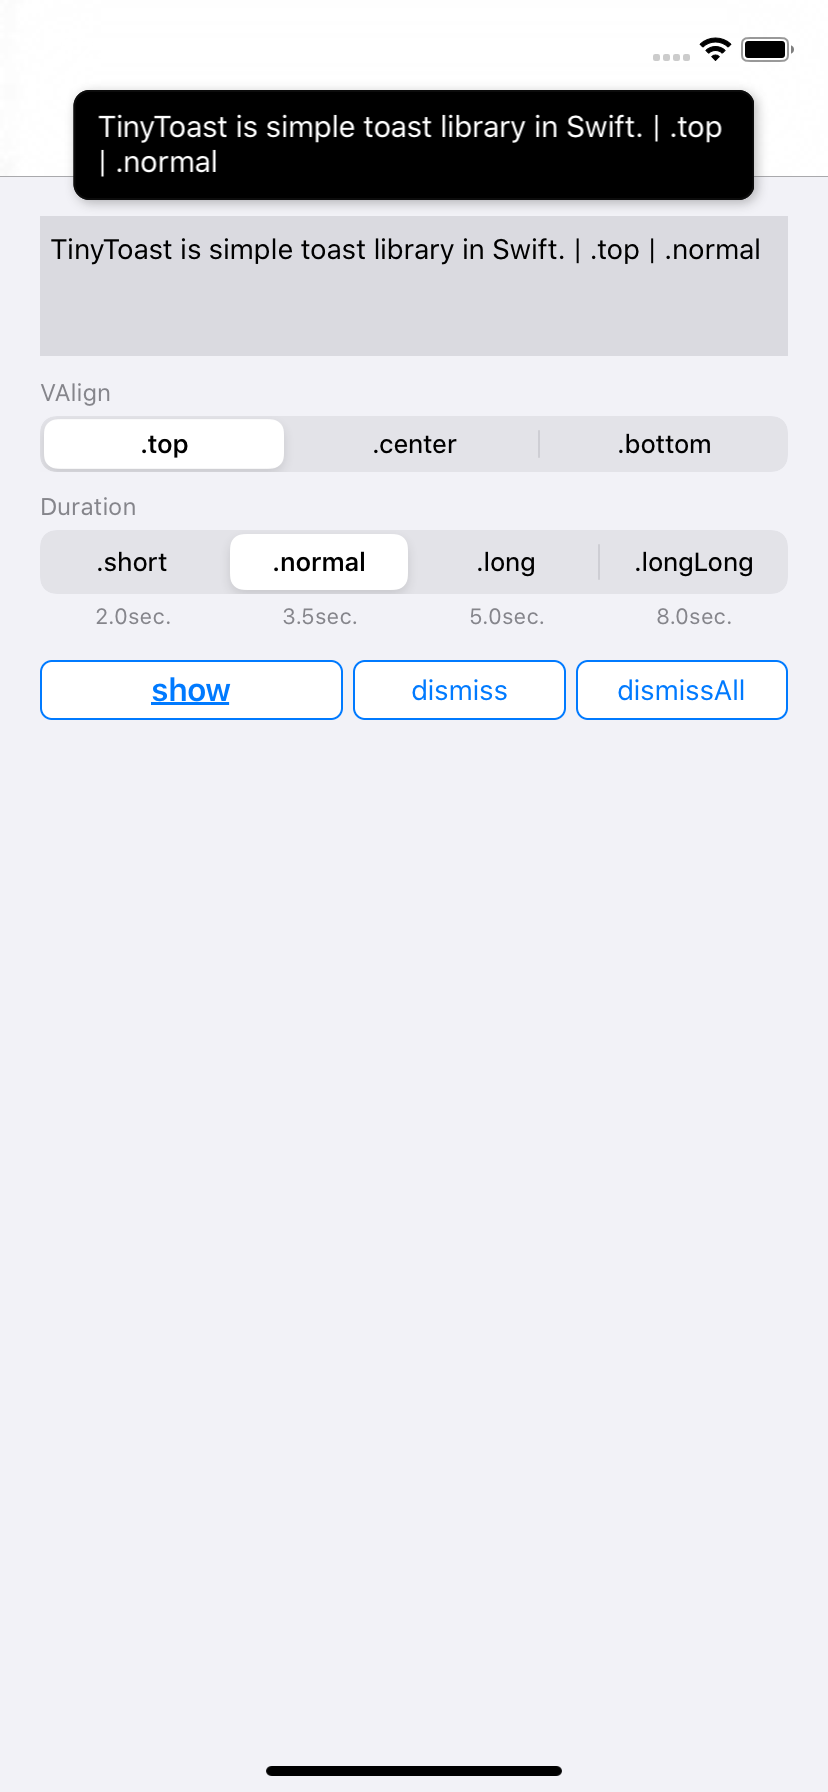 TinyToast is simple toast library in Swift. | .top
| .normal
TinyToast is simple toast library in Swift. | .top | .normal
VAlign
.top .center .bottom
Duration
.short .normal .long .longLong
2.0sec. 3.5sec. 5.0sec. 8.0sec.
show dismiss dismissAll